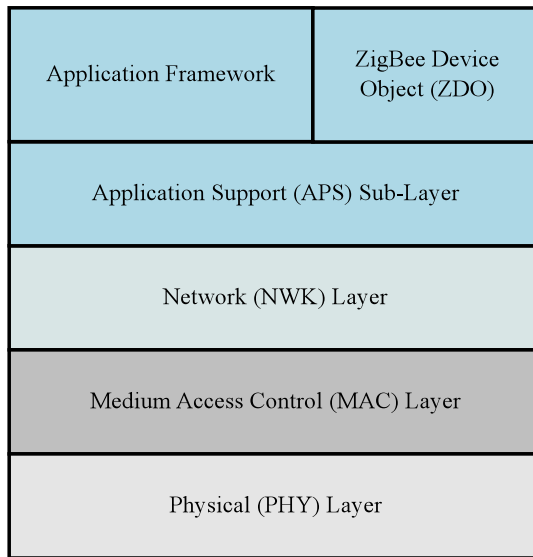 Application Framework
ZigBee Device
Object (ZDO)
Application Support (APS) Sub-Layer
Network (NWK) Layer
Medium Access Control (MAC) Layer
Physical (PHY) Layer